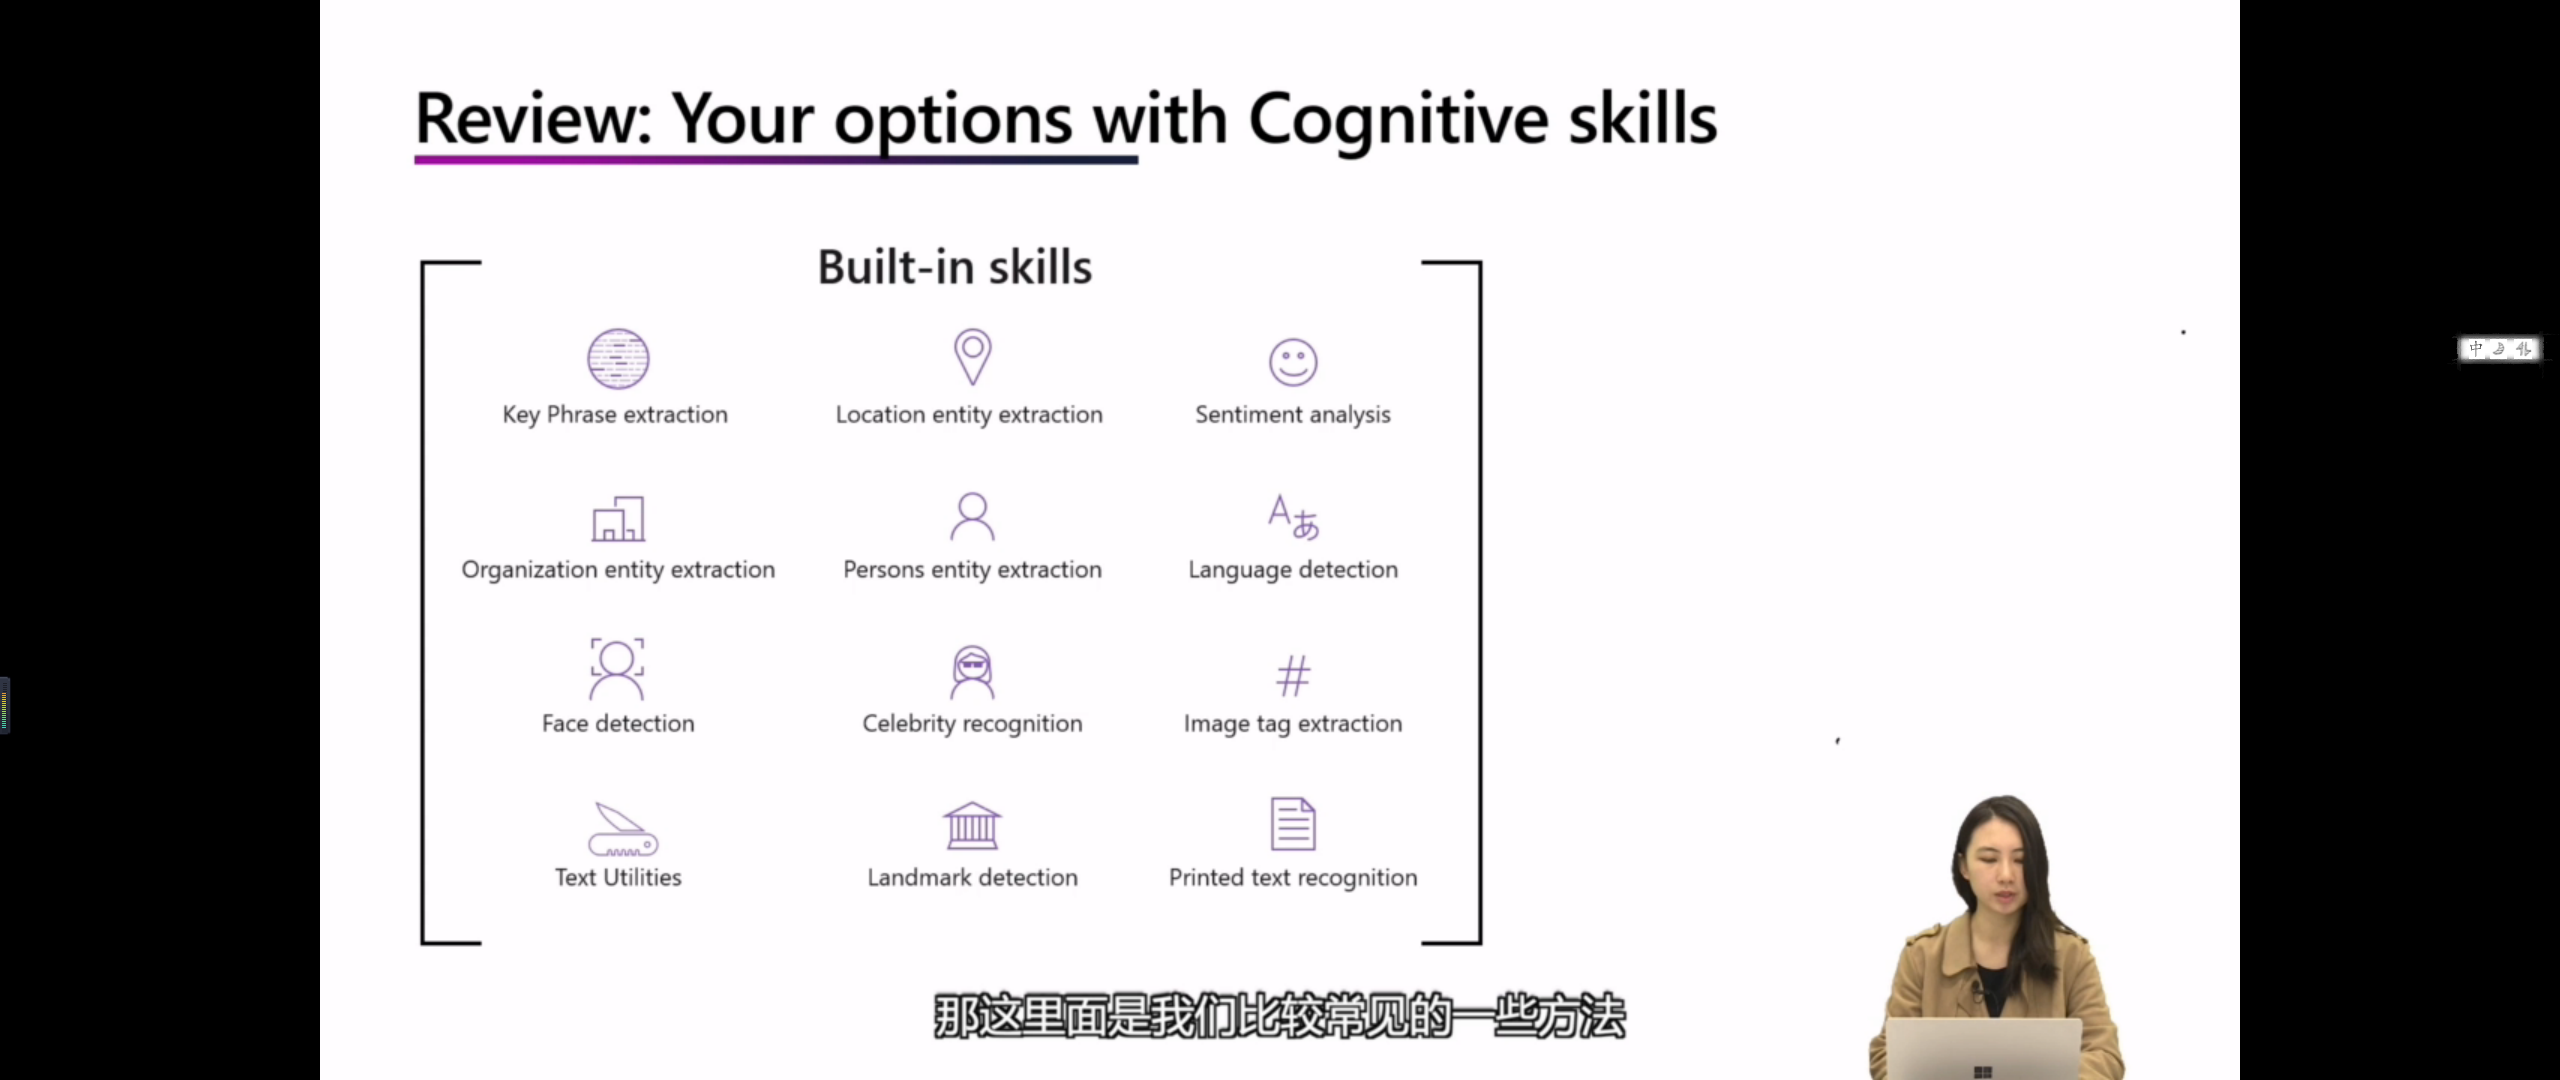 Review: Your options with Cognitive skills
Built-in skills
Key Phrase extraction
Location entity extraction
Sentiment analysis
Organization entity extraction
Persons entity extraction
Language detection
Face detection
Celebrity recognition
Image tag extraction
Text Utilities
Landmark detection
Printed text recognition
那这里面是我们比较常见的一些方法
中